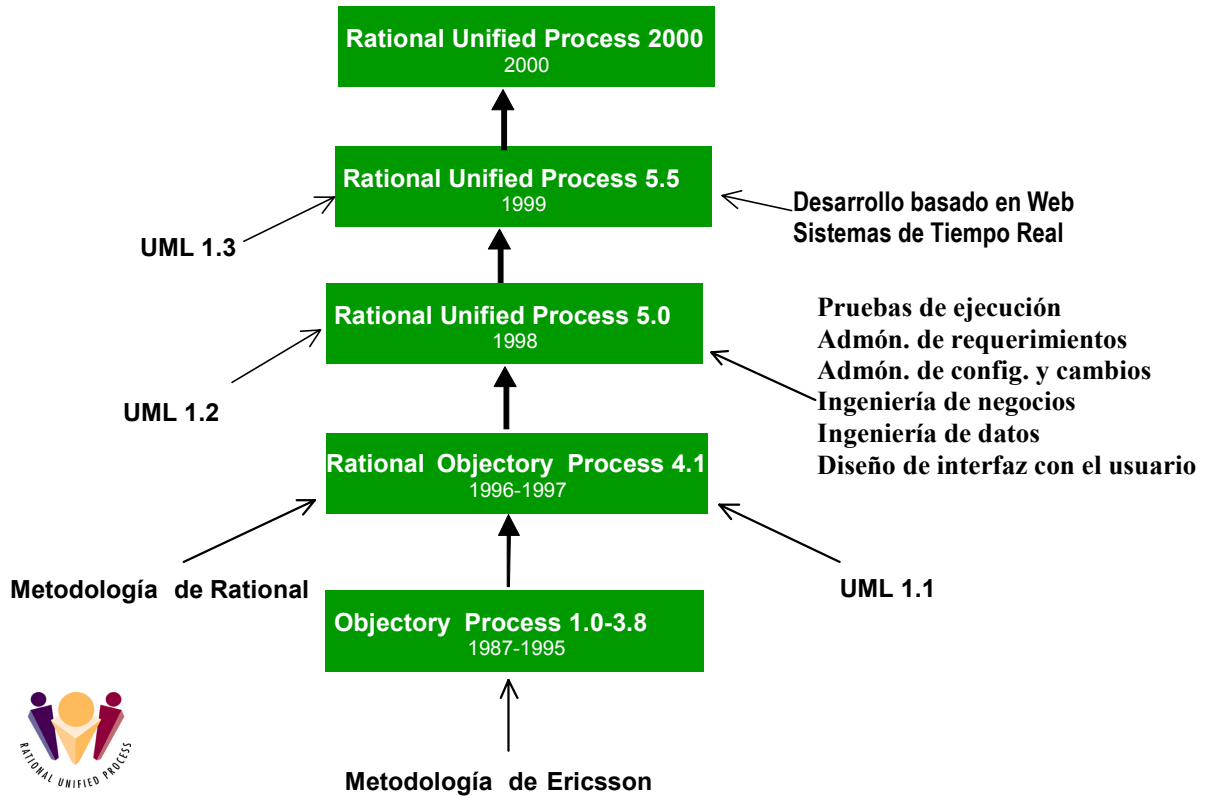 Rational Unified Process 2000
2000
Rational Unified Process 5.5
1999
UML 1.3
Desarrollo basado en Web
Sistemas de Tiempo Real
Rational Unified Process 5.0
1998
UML 1.2
Pruebas de ejecución
Admón. de requerimientos
Admón. de config. y cambios
Ingeniería de negocios
Ingeniería de datos
Diseño de interfaz con el usuario
Rational Objectory Process 4.1
1996-1997
Metodología de Rational
UML 1.1
Objectory Process 1.0-3.8
1987-1995
Metodología de Ericsson
RATIONAL UNIFIED PROCESS